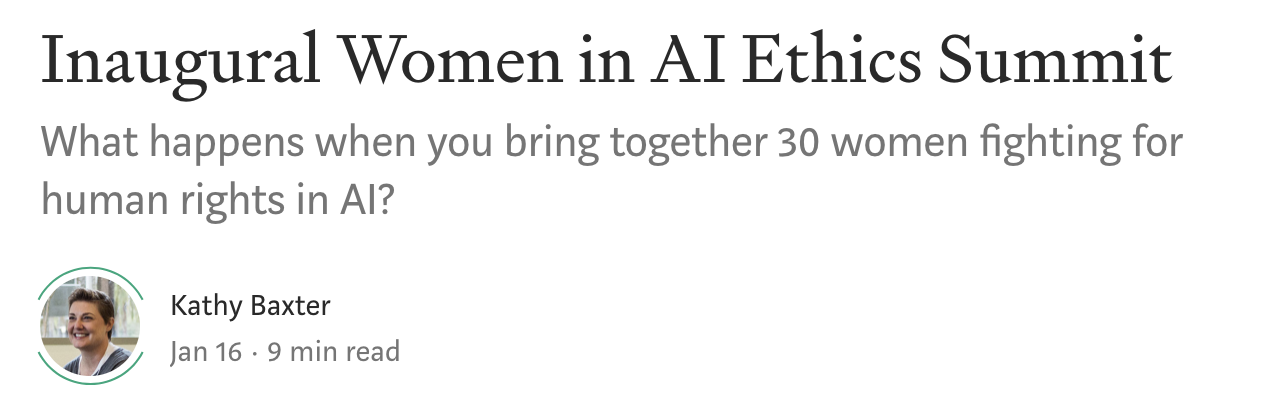 Inaugural Women in AI Ethics Summit
What happens when you bring together 30 women fighting for
human rights in AI?
Kathy Baxter
Jan 16 · 9 min read